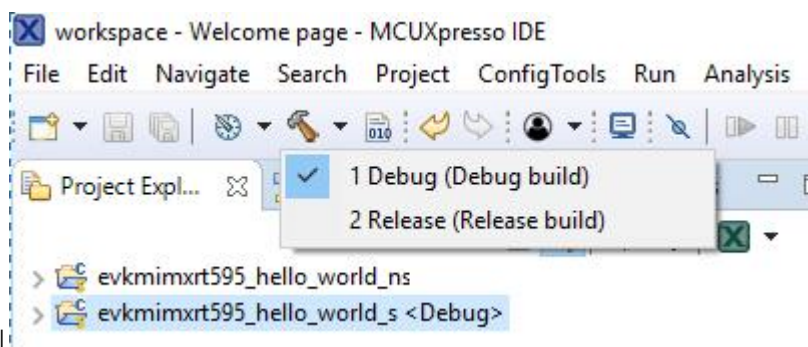 workspace - Welcome page - MCUXpresso IDE
File Edit Navigate Search Project ConfigTools Run Analysis
010
Project Expl...
1 Debug (Debug build)
2 Release (Release build)
evkmimxrt595_hello_world_ns
evkmimxrt595_hello_world_s <Debug>